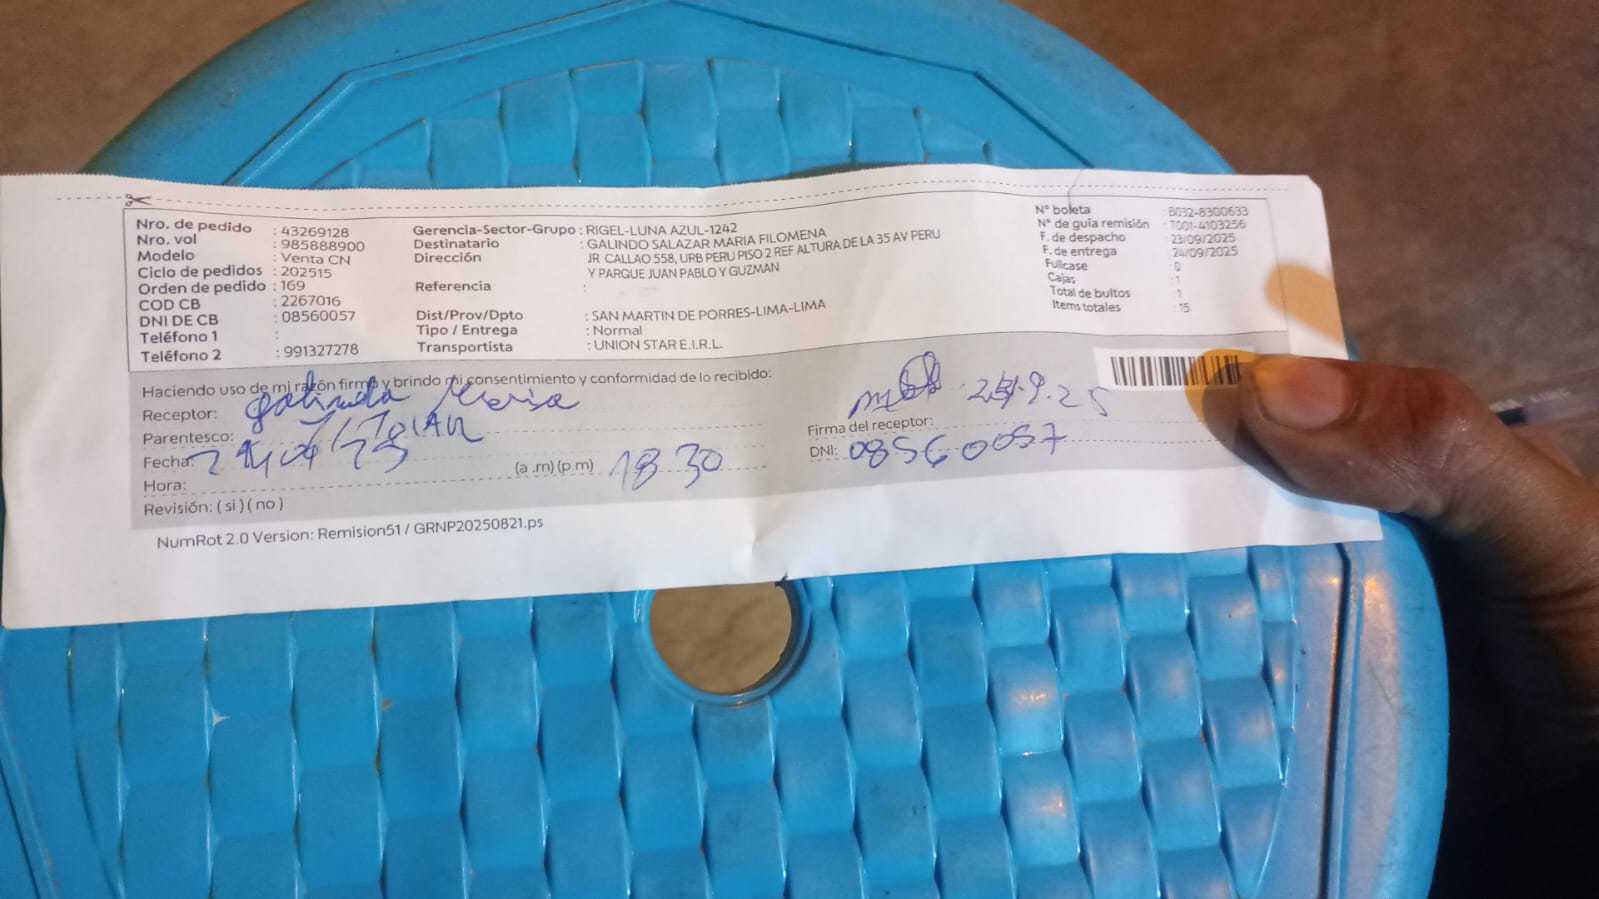 Nro. de pedido : 43269128
Nro. vol : 985888900
Modelo : Venta CN
Ciclo de pedidos : 202515
Orden de pedido : 169
COD CB : 2267016
DNI DE CB : 08560057
Teléfono 1 :
Teléfono 2 : 991327278
Gerencia-Sector-Grupo : RIGEL-LUNA AZUL-1242
Destinatario : GALINDO SALAZAR MARIA FILOMENA
Dirección JR CALLAO 558, URB PERU PISO 2 REF ALTURA DE LA 35 AV PERU
Y PARQUE JUAN PABLO Y GUZMAN
Referencia :
Dist/Prov/Dpto : SAN MARTIN DE PORRES-LIMA-LIMA
Tipo / Entrega : Normal
Transportista : UNION STAR E.I.R.L.
N° boleta : B032-8300633
N° de guía remisión : T001-4103256
F. de despacho : 23/09/2025
F. de entrega : 24/09/2025
Fullcase : 0
Cajas : 1
Total de bultos : 1
Items totales : 15
Haciendo uso de mi razón firmo y brindo mi consentimiento y conformidad de lo recibido:
Receptor: Galindo Maria
Parentesco: TITULAR
Fecha: 24/09/25
Hora: (a .m) (p.m) 18 30
Revisión: ( si ) ( no )
Firma del receptor:
DNI: 08560057
NumRot 2.0 Version: Remision51 / GRNP20250821.ps